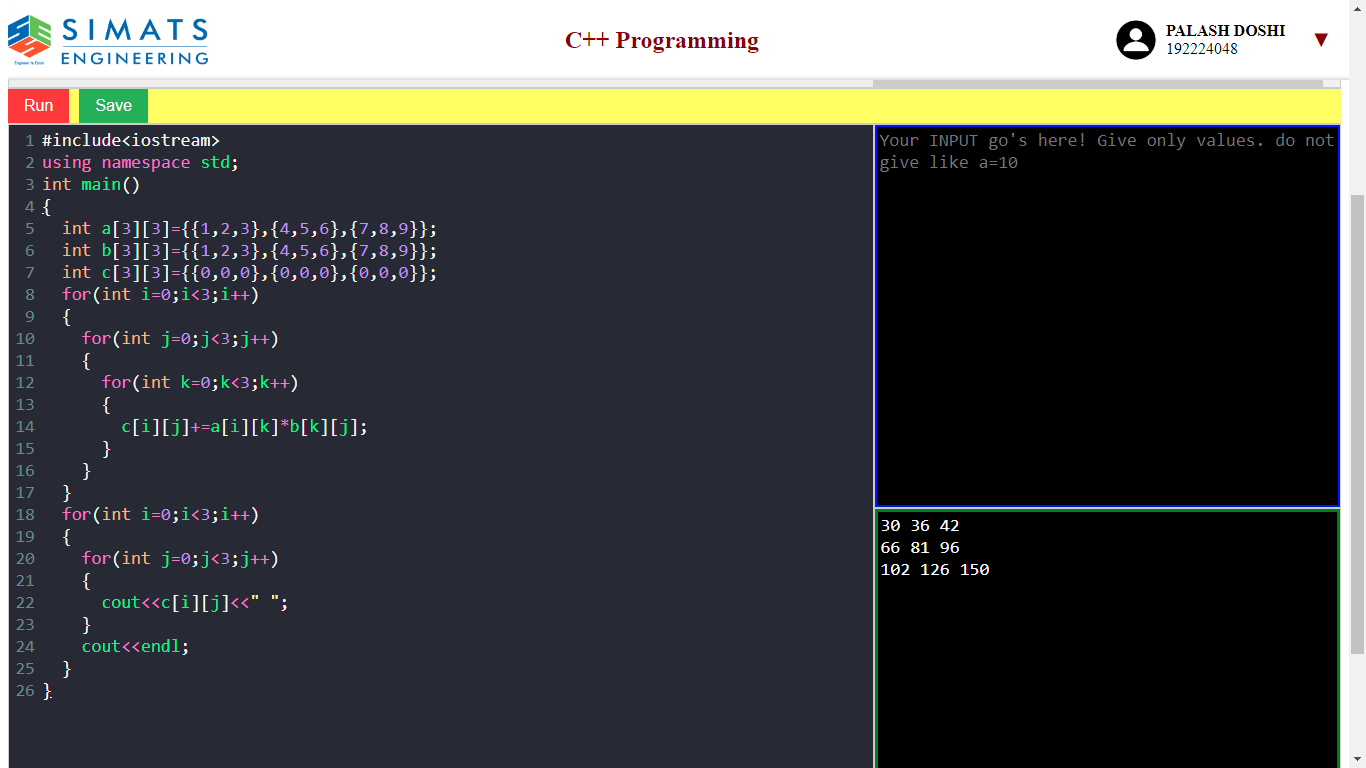 SIMATS
ENGINEERING
Engineer to Excel
C++ Programming
PALASH DOSHI
192224048
▼
Run
Save
1 #include<iostream>
2 using namespace std;
3 int main()
4 {
5   int a[3][3]={{1,2,3},{4,5,6},{7,8,9}};
6   int b[3][3]={{1,2,3},{4,5,6},{7,8,9}};
7   int c[3][3]={{0,0,0},{0,0,0},{0,0,0}};
8   for(int i=0;i<3;i++)
9   {
10     for(int j=0;j<3;j++)
11     {
12       for(int k=0;k<3;k++)
13       {
14         c[i][j]+=a[i][k]*b[k][j];
15       }
16     }
17   }
18   for(int i=0;i<3;i++)
19   {
20     for(int j=0;j<3;j++)
21     {
22       cout<<c[i][j]<<" ";
23     }
24     cout<<endl;
25   }
26 }
Your INPUT go's here! Give only values. do not
give like a=10
30 36 42
66 81 96
102 126 150